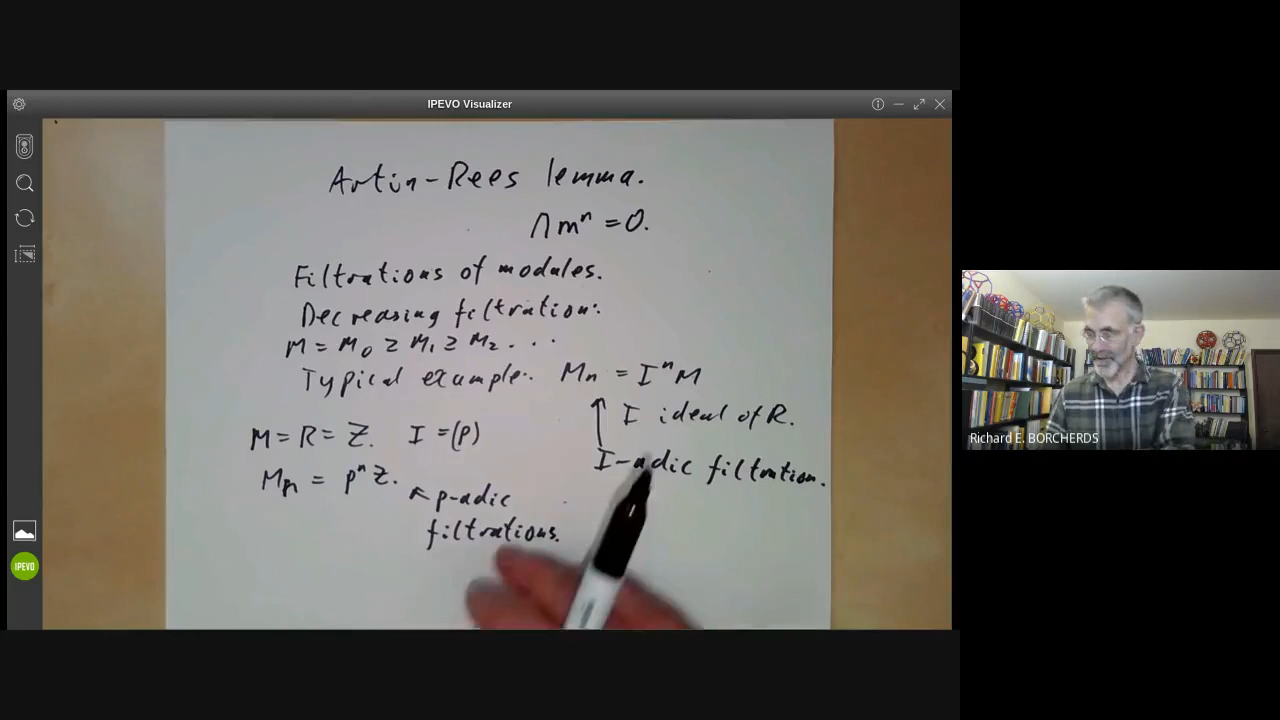 IPEVO Visualizer
Artin-Rees lemma.
∩ mⁿ = 0.
Filtrations of modules.
Decreasing filtration:
M = M₀ ≥ M₁ ≥ M₂ . . .
Typical example: Mₙ = IⁿM
↑ I ideal of R.
I-adic filtration.
M = R = Z. I = (p)
Mₙ = pⁿZ.
← p-adic
filtrations.
IPEVO
Richard E. BORCHERDS